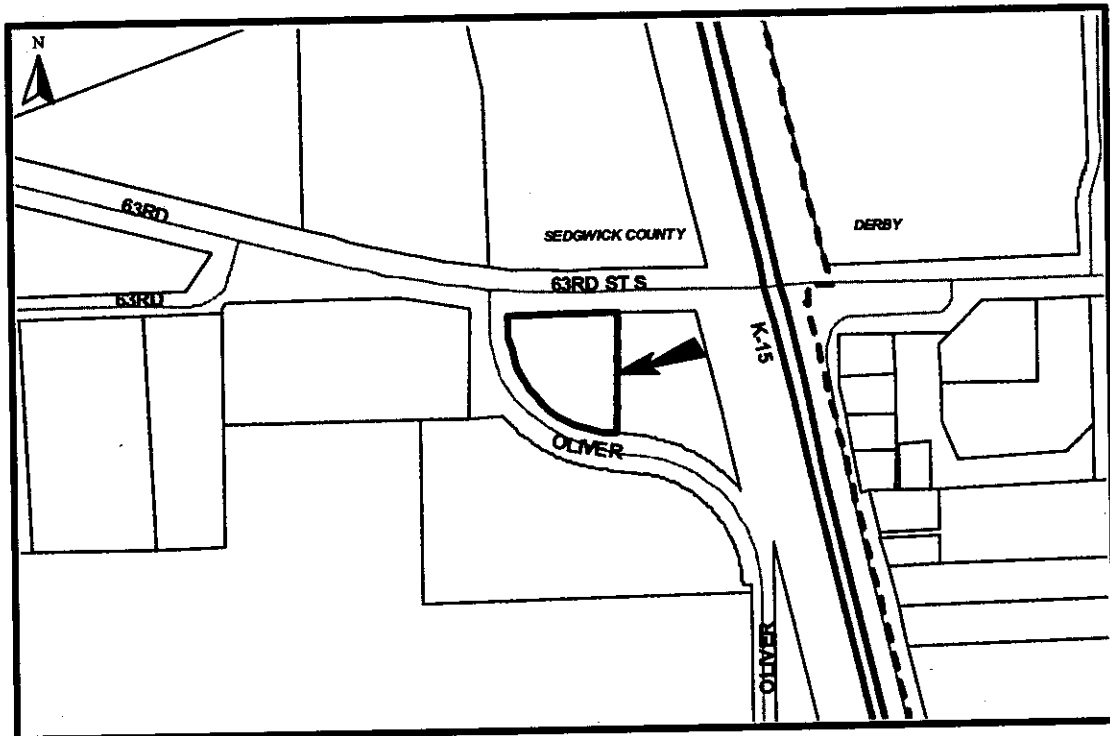 N
63RD
SEDGWICK COUNTY
DERBY
63RD ST S
63RD
K-15
OLIVER
OLIVER